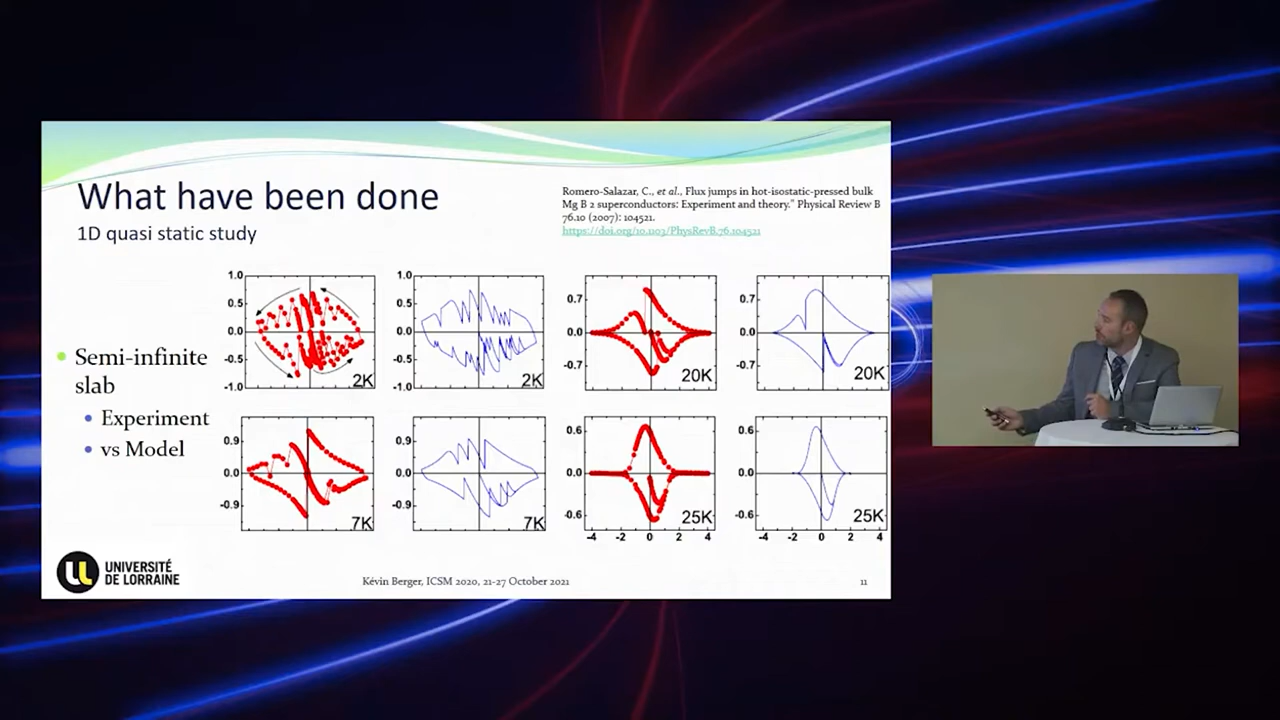 What have been done
1D quasi static study
Romero-Salazar, C., et al., Flux jumps in hot-isostatic-pressed bulk
Mg B 2 superconductors: Experiment and theory." Physical Review B
76.10 (2007): 104521.
https://doi.org/10.1103/PhysRevB.76.104521
Semi-infinite
slab
Experiment
vs Model
1.0
0.5
0.0
-0.5
-1.0
2K
1.0
0.5
0.0
-0.5
-1.0
2K
0.7
0.0
-0.7
20K
0.7
0.0
-0.7
20K
0.9
0.0
-0.9
7K
0.9
0.0
-0.9
7K
0.6
0.0
-0.6
25K
-4 -2 0 2 4
0.6
0.0
-0.6
25K
-4 -2 0 2 4
UNIVERSITÉ
DE LORRAINE
Kévin Berger, ICSM 2020, 21-27 October 2021
11